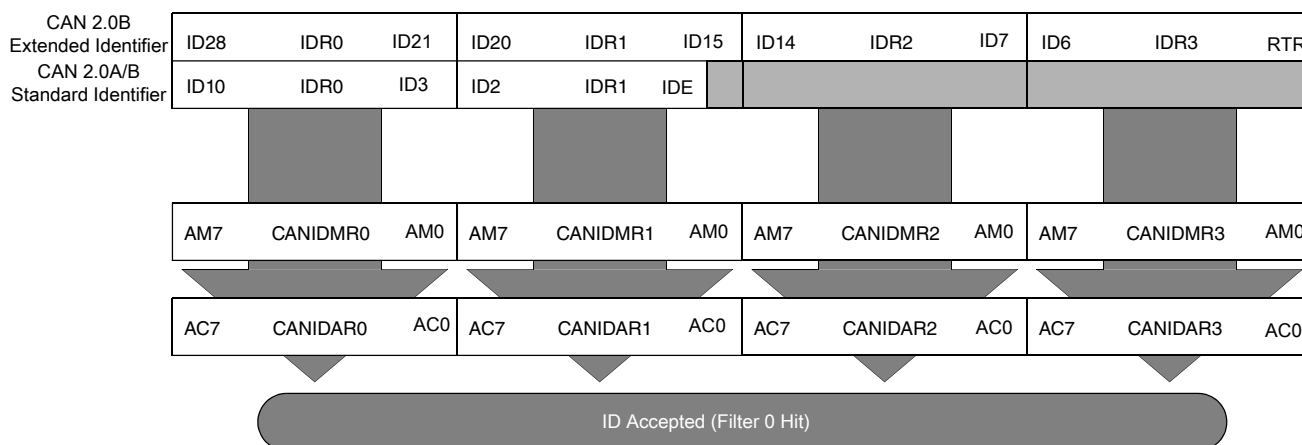 CAN 2.0B
Extended Identifier
ID28 IDR0 ID21 ID20 IDR1 ID15 ID14 IDR2 ID7 ID6 IDR3 RTR
CAN 2.0A/B
Standard Identifier
ID10 IDR0 ID3 ID2 IDR1 IDE
AM7 CANIDMR0 AM0 AM7 CANIDMR1 AM0 AM7 CANIDMR2 AM0 AM7 CANIDMR3 AM0
AC7 CANIDAR0 AC0 AC7 CANIDAR1 AC0 AC7 CANIDAR2 AC0 AC7 CANIDAR3 AC0
ID Accepted (Filter 0 Hit)